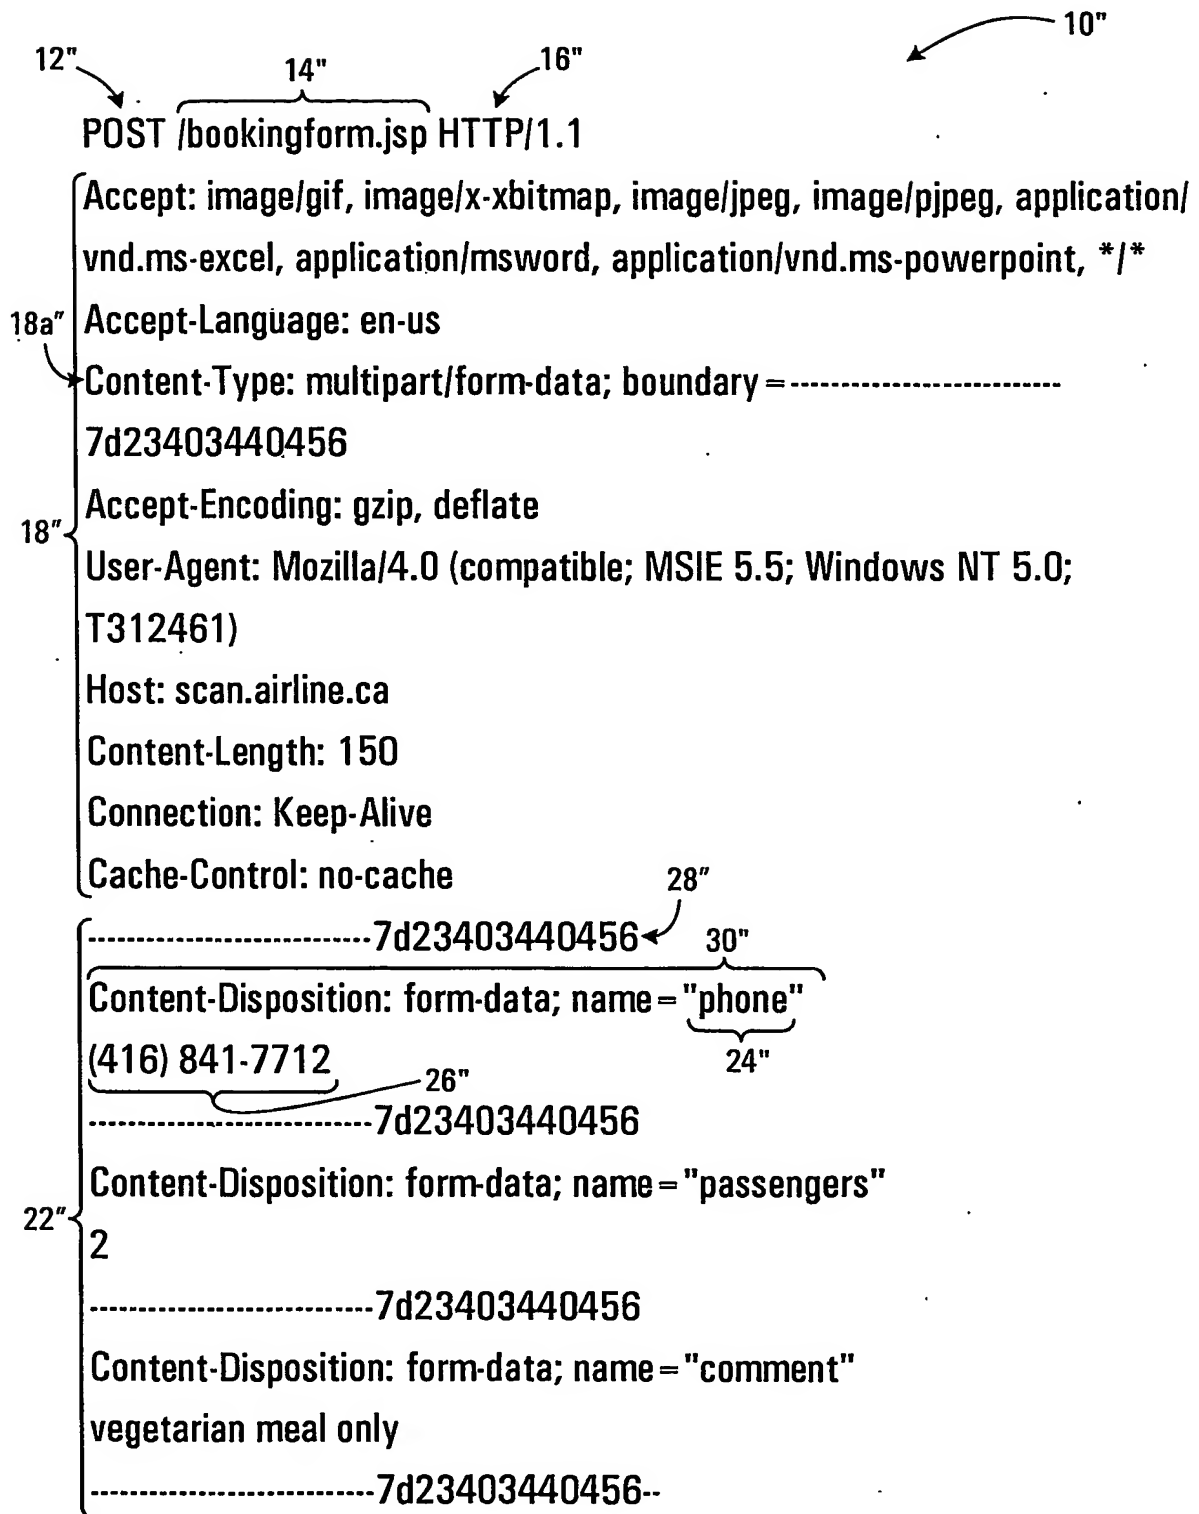 10"
12" 14" 16"
POST /bookingform.jsp HTTP/1.1
Accept: image/gif, image/x-xbitmap, image/jpeg, image/pjpeg, application/
vnd.ms-excel, application/msword, application/vnd.ms-powerpoint, */*
18a" Accept-Language: en-us
Content-Type: multipart/form-data; boundary=---------------------------
7d23403440456
Accept-Encoding: gzip, deflate
18"
User-Agent: Mozilla/4.0 (compatible; MSIE 5.5; Windows NT 5.0;
T312461)
Host: scan.airline.ca
Content-Length: 150
Connection: Keep-Alive
Cache-Control: no-cache
28"
----------------------------7d23403440456
30"
Content-Disposition: form-data; name="phone"
(416) 841-7712
24"
26"
----------------------------7d23403440456
Content-Disposition: form-data; name="passengers"
22"
2
----------------------------7d23403440456
Content-Disposition: form-data; name="comment"
vegetarian meal only
----------------------------7d23403440456--